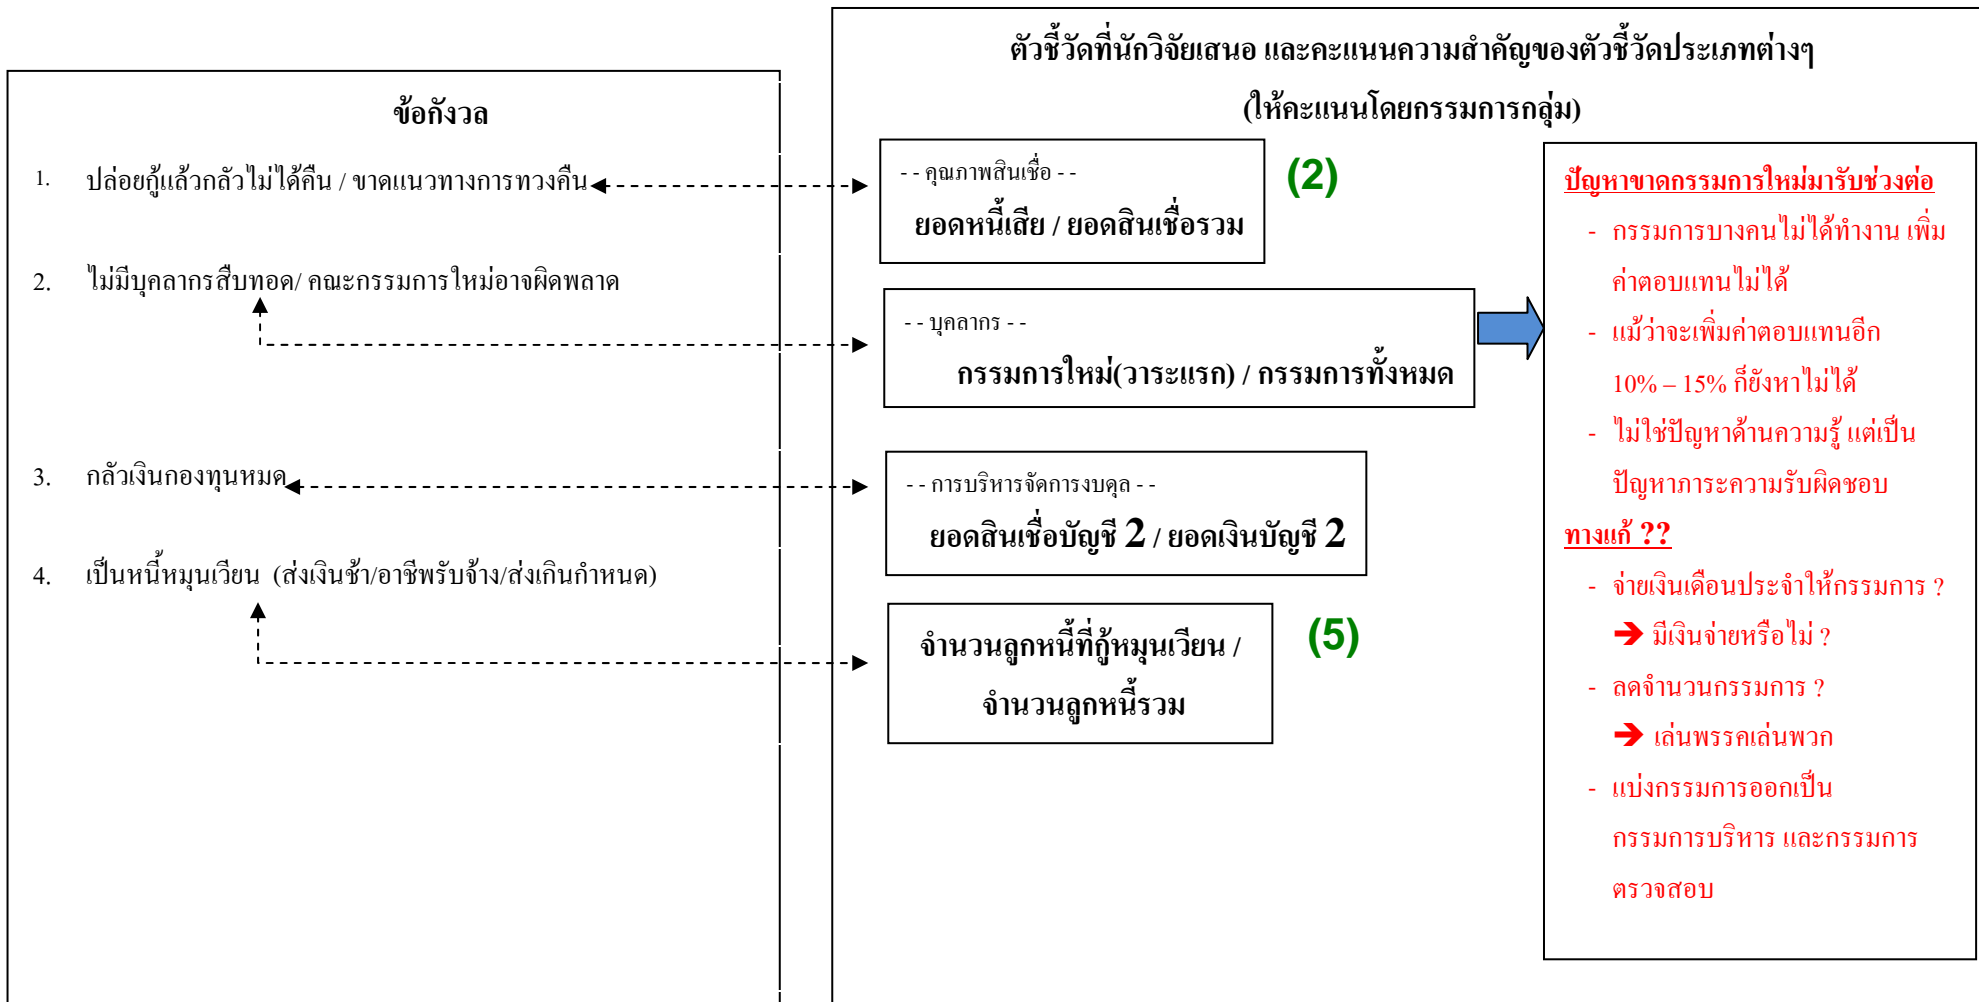 ข้อกังวล
1. ปล่อยกู้แล้วกลัวไม่ได้คืน / ขาดแนวทางการทวงคืน
2. ไม่มีบุคลากรสืบทอด/ คณะกรรมการใหม่อาจผิดพลาด
3. กลัวเงินกองทุนหมด
4. เป็นหนี้หมุนเวียน (ส่งเงินช้า/อาชีพรับจ้าง/ส่งเกินกำหนด)
ตัวชี้วัดที่นักวิจัยเสนอ และคะแนนความสำคัญของตัวชี้วัดประเภทต่างๆ
(ให้คะแนนโดยกรรมการกลุ่ม)
- - คุณภาพสินเชื่อ - -
ยอดหนี้เสีย / ยอดสินเชื่อรวม
(2)
- - บุคลากร - -
กรรมการใหม่(วาระแรก) / กรรมการทั้งหมด
- - การบริหารจัดการงบดุล - -
ยอดสินเชื่อบัญชี 2 / ยอดเงินบัญชี 2
จำนวนลูกหนี้ที่กู้หมุนเวียน /
จำนวนลูกหนี้รวม
(5)
ปัญหาขาดกรรมการใหม่มารับช่วงต่อ
- กรรมการบางคนไม่ได้ทำงาน เพิ่ม
ค่าตอบแทนไม่ได้
- แม้ว่าจะเพิ่มค่าตอบแทนอีก
10% – 15% ก็ยังหาไม่ได้
- ไม่ใช่ปัญหาด้านความรู้ แต่เป็น
ปัญหาภาระความรับผิดชอบ
ทางแก้ ??
- จ่ายเงินเดือนประจำให้กรรมการ ?
➔ มีเงินจ่ายหรือไม่ ?
- ลดจำนวนกรรมการ ?
➔ เล่นพรรคเล่นพวก
- แบ่งกรรมการออกเป็น
กรรมการบริหาร และกรรมการ
ตรวจสอบ